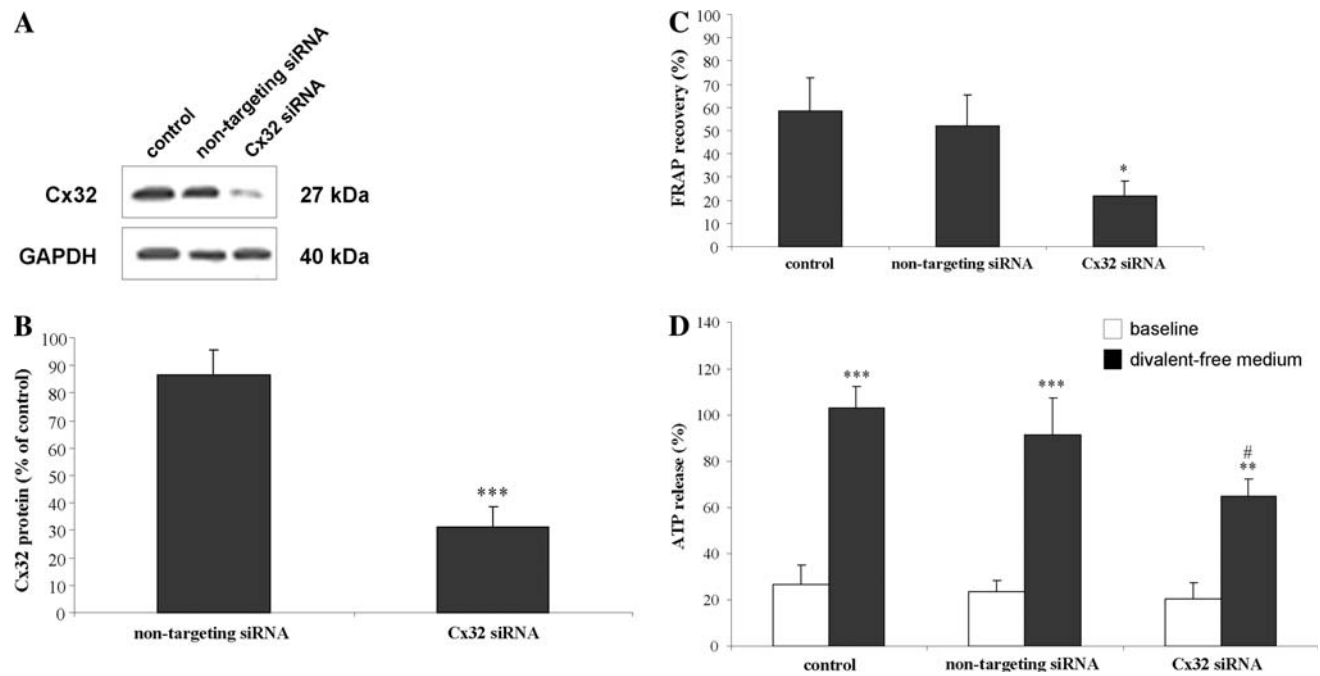 A
control
non-targeting siRNA
Cx32 siRNA
Cx32
27 kDa
GAPDH
40 kDa
B
Cx32 protein (% of control)
100
90
80
70
60
50
40
30
20
10
0
***
non-targeting siRNA
Cx32 siRNA
C
FRAP recovery (%)
100
90
80
70
60
50
40
30
20
10
0
*
control
non-targeting siRNA
Cx32 siRNA
D
ATP release (%)
140
120
100
80
60
40
20
0
baseline
divalent-free medium
***
***
#
**
control
non-targeting siRNA
Cx32 siRNA